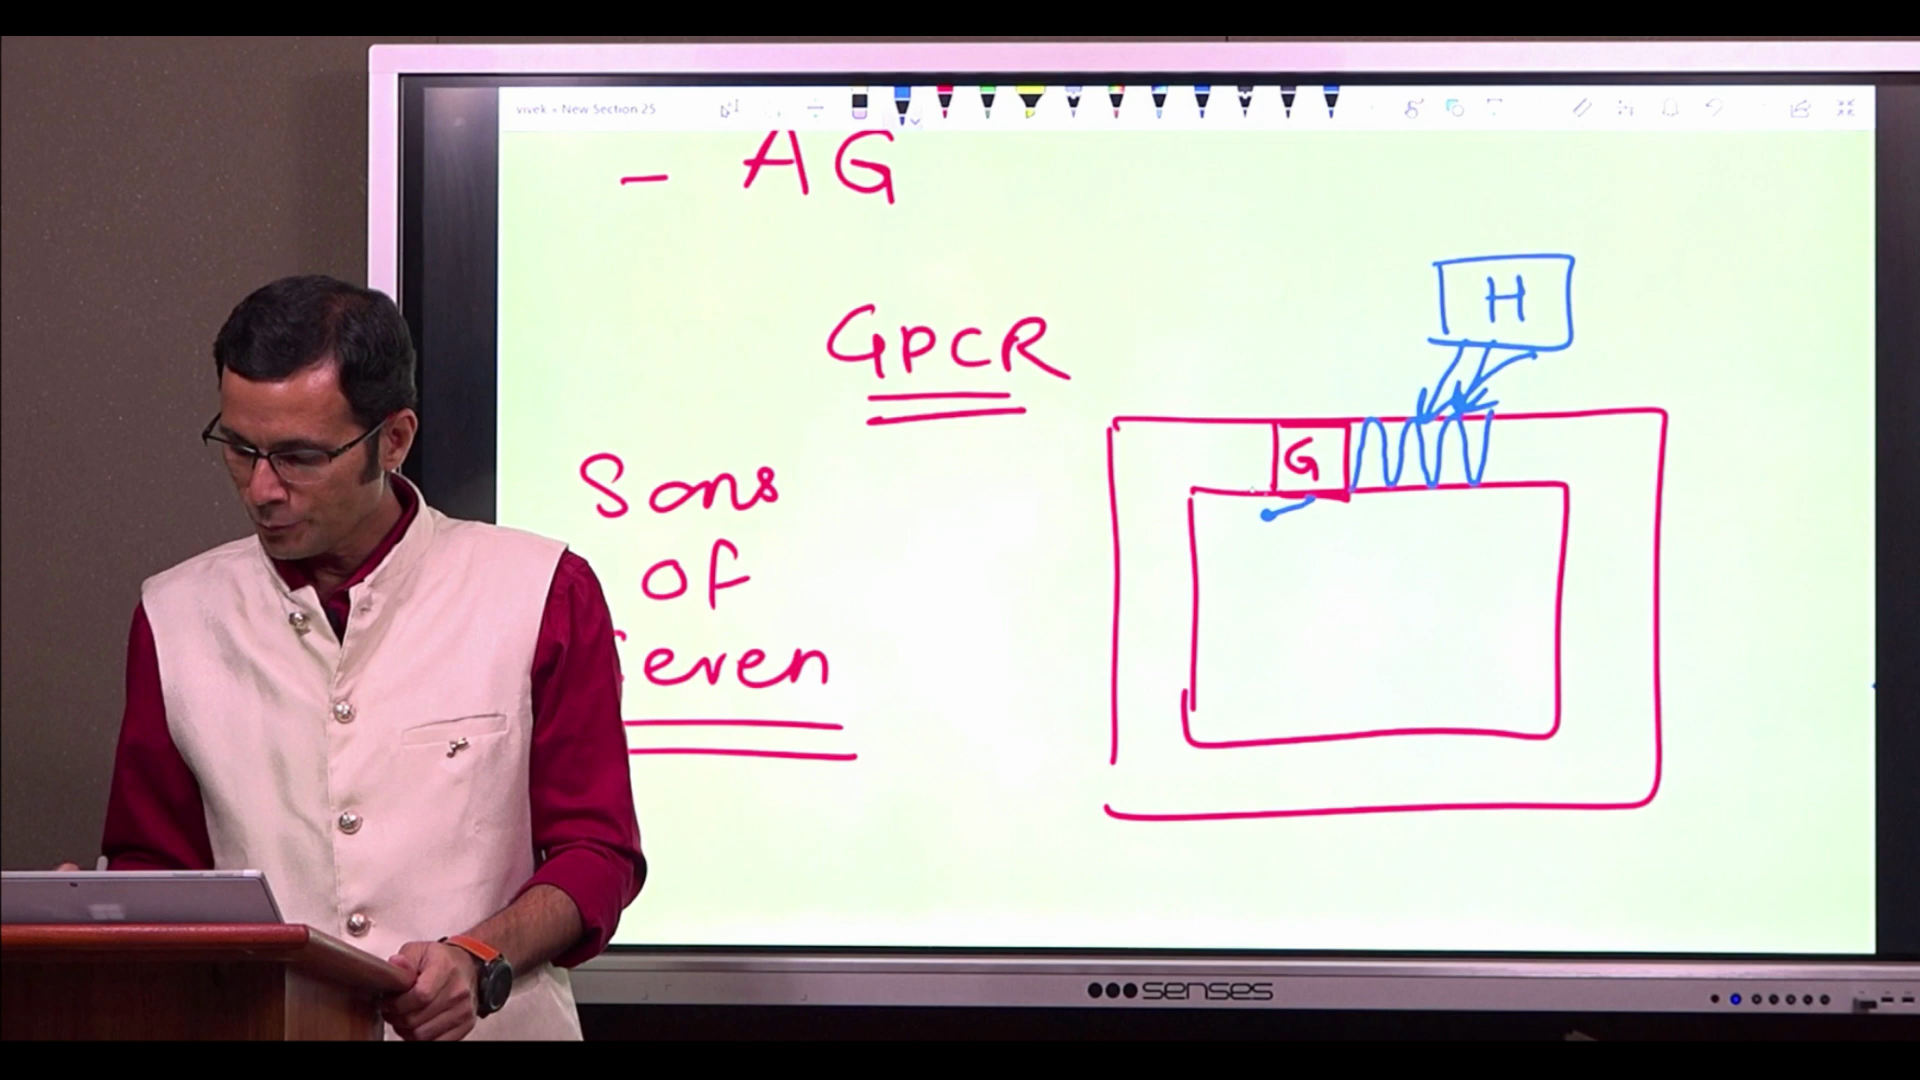 vivek « New Section 25
- AG
GPCR
H
G
Sons
of
even
senses